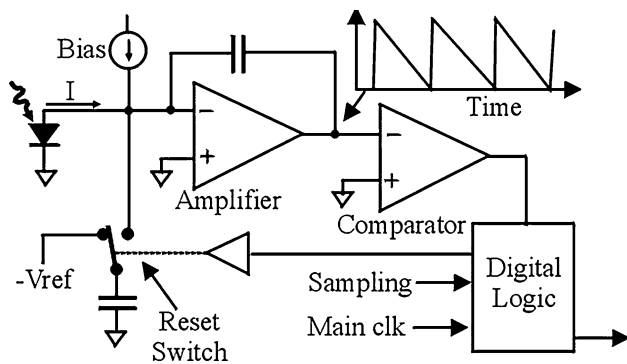 Bias
I
Time
Amplifier
Comparator
-Vref
Reset
Switch
Sampling
Main clk
Digital
Logic